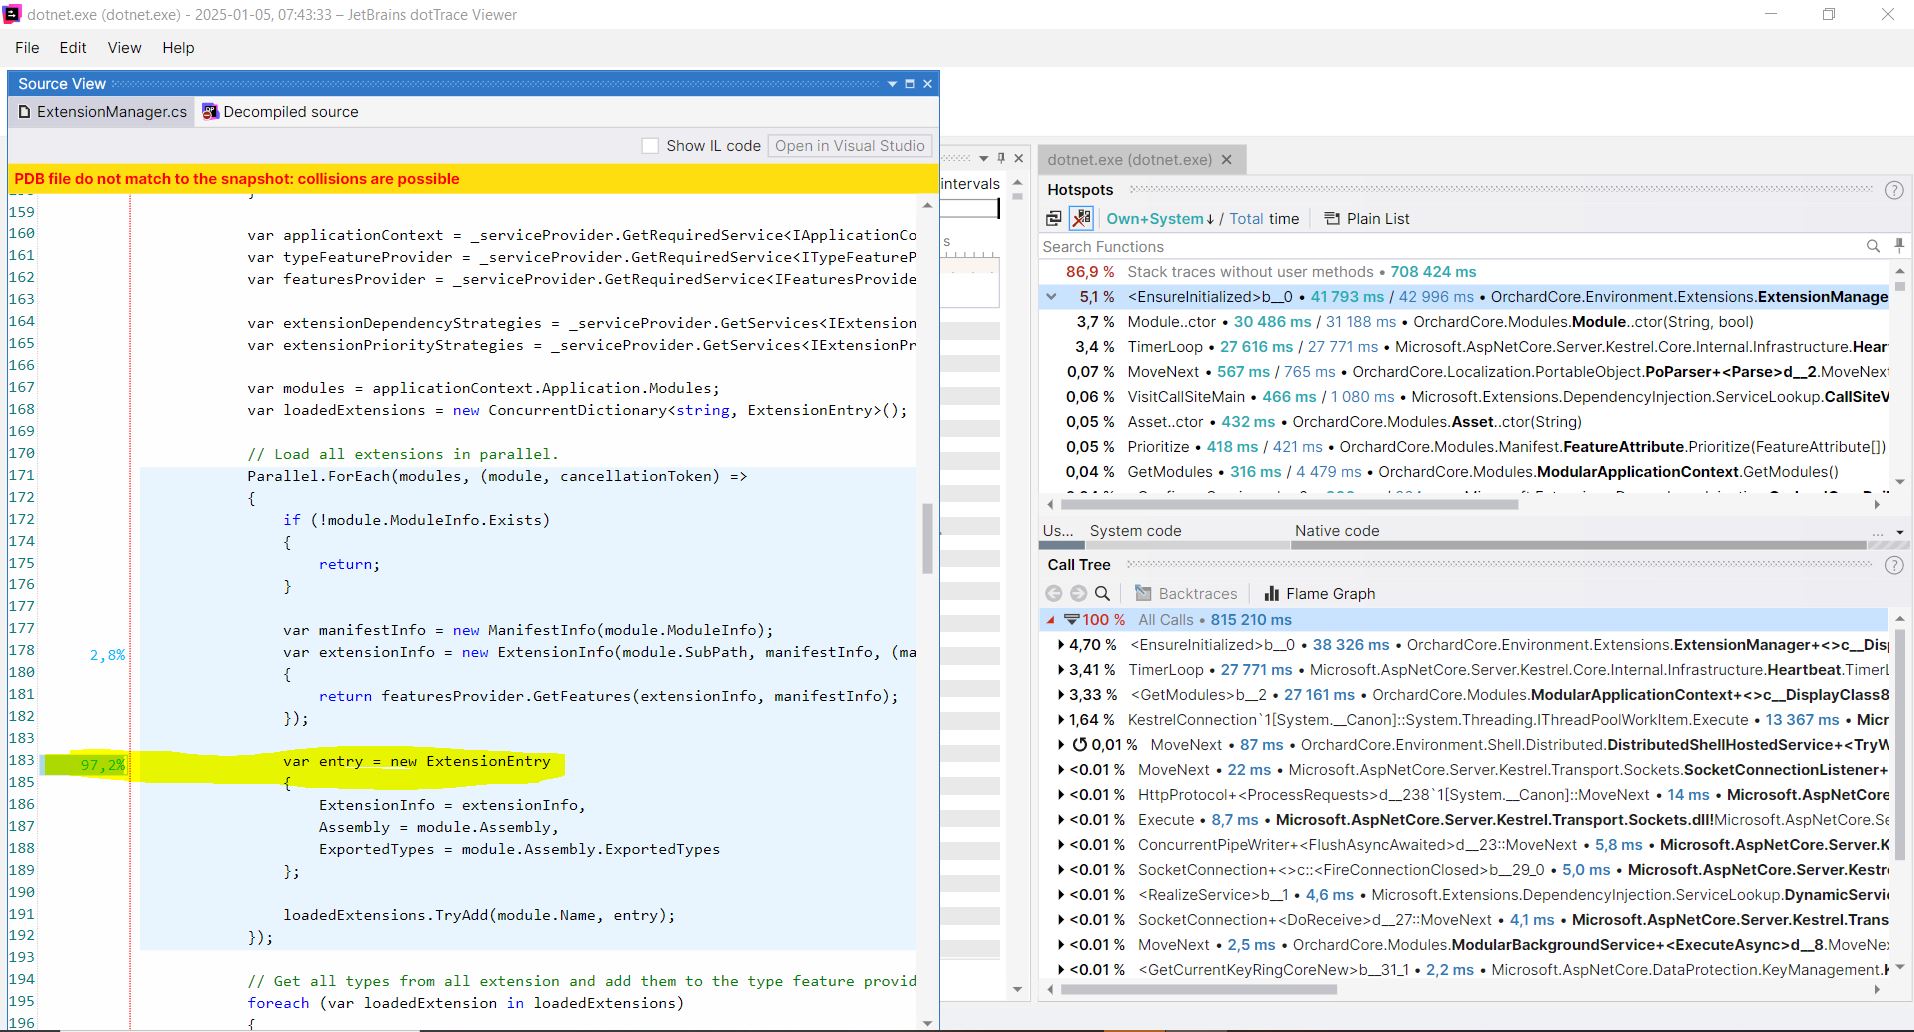 dotnet.exe (dotnet.exe) - 2025-01-05, 07:43:33 – JetBrains dotTrace Viewer
File Edit View Help
Source View
ExtensionManager.cs Decompiled source
Show IL code Open in Visual Studio
PDB file do not match to the snapshot: collisions are possible
159
160 var applicationContext = _serviceProvider.GetRequiredService<IApplicationCo
161 var typeFeatureProvider = _serviceProvider.GetRequiredService<ITypeFeatureP
162 var featuresProvider = _serviceProvider.GetRequiredService<IFeaturesProvide
163
164 var extensionDependencyStrategies = _serviceProvider.GetServices<IExtension
165 var extensionPriorityStrategies = _serviceProvider.GetServices<IExtensionPr
166
167 var modules = applicationContext.Application.Modules;
168 var loadedExtensions = new ConcurrentDictionary<string, ExtensionEntry>();
169
170 // Load all extensions in parallel.
171 Parallel.ForEach(modules, (module, cancellationToken) =>
172 {
172 if (!module.ModuleInfo.Exists)
174 {
175 return;
176 }
177
177 var manifestInfo = new ManifestInfo(module.ModuleInfo);
178 2,8% var extensionInfo = new ExtensionInfo(module.SubPath, manifestInfo, (ma
180 {
181 return featuresProvider.GetFeatures(extensionInfo, manifestInfo);
182 });
183
183 97,2% var entry = new ExtensionEntry
185 {
186 ExtensionInfo = extensionInfo,
187 Assembly = module.Assembly,
188 ExportedTypes = module.Assembly.ExportedTypes
189 };
190
191 loadedExtensions.TryAdd(module.Name, entry);
192 });
193
194 // Get all types from all extension and add them to the type feature provid
195 foreach (var loadedExtension in loadedExtensions)
196 {
intervals
s
dotnet.exe (dotnet.exe)
Hotspots
Own+System↓ / Total time Plain List
Search Functions
86,9 % Stack traces without user methods • 708 424 ms
5,1 % <EnsureInitialized>b__0 • 41 793 ms / 42 996 ms • OrchardCore.Environment.Extensions.ExtensionManage
3,7 % Module..ctor • 30 486 ms / 31 188 ms • OrchardCore.Modules.Module..ctor(String, bool)
3,4 % TimerLoop • 27 616 ms / 27 771 ms • Microsoft.AspNetCore.Server.Kestrel.Core.Internal.Infrastructure.Hear
0,07 % MoveNext • 567 ms / 765 ms • OrchardCore.Localization.PortableObject.PoParser+<Parse>d__2.MoveNex
0,06 % VisitCallSiteMain • 466 ms / 1 080 ms • Microsoft.Extensions.DependencyInjection.ServiceLookup.CallSiteV
0,05 % Asset..ctor • 432 ms • OrchardCore.Modules.Asset..ctor(String)
0,05 % Prioritize • 418 ms / 421 ms • OrchardCore.Modules.Manifest.FeatureAttribute.Prioritize(FeatureAttribute[])
0,04 % GetModules • 316 ms / 4 479 ms • OrchardCore.Modules.ModularApplicationContext.GetModules()
Us... System code Native code ...
Call Tree
Backtraces Flame Graph
100 % All Calls • 815 210 ms
4,70 % <EnsureInitialized>b__0 • 38 326 ms • OrchardCore.Environment.Extensions.ExtensionManager+<>c__Disp
3,41 % TimerLoop • 27 771 ms • Microsoft.AspNetCore.Server.Kestrel.Core.Internal.Infrastructure.Heartbeat.TimerL
3,33 % <GetModules>b__2 • 27 161 ms • OrchardCore.Modules.ModularApplicationContext+<>c__DisplayClass8
1,64 % KestrelConnection`1[System.__Canon]::System.Threading.IThreadPoolWorkItem.Execute • 13 367 ms • Micr
0,01 % MoveNext • 87 ms • OrchardCore.Environment.Shell.Distributed.DistributedShellHostedService+<TryW
<0.01 % MoveNext • 22 ms • Microsoft.AspNetCore.Server.Kestrel.Transport.Sockets.SocketConnectionListener+
<0.01 % HttpProtocol+<ProcessRequests>d__238`1[System.__Canon]::MoveNext • 14 ms • Microsoft.AspNetCore
<0.01 % Execute • 8,7 ms • Microsoft.AspNetCore.Server.Kestrel.Transport.Sockets.dll!Microsoft.AspNetCore.Se
<0.01 % ConcurrentPipeWriter+<FlushAsyncAwaited>d__23::MoveNext • 5,8 ms • Microsoft.AspNetCore.Server.K
<0.01 % SocketConnection+<>c::<FireConnectionClosed>b__29_0 • 5,0 ms • Microsoft.AspNetCore.Server.Kestr
<0.01 % <RealizeService>b__1 • 4,6 ms • Microsoft.Extensions.DependencyInjection.ServiceLookup.DynamicServi
<0.01 % SocketConnection+<DoReceive>d__27::MoveNext • 4,1 ms • Microsoft.AspNetCore.Server.Kestrel.Trans
<0.01 % MoveNext • 2,5 ms • OrchardCore.Modules.ModularBackgroundService+<ExecuteAsync>d__8.MoveNex
<0.01 % <GetCurrentKeyRingCoreNew>b__31_1 • 2,2 ms • Microsoft.AspNetCore.DataProtection.KeyManagement.K